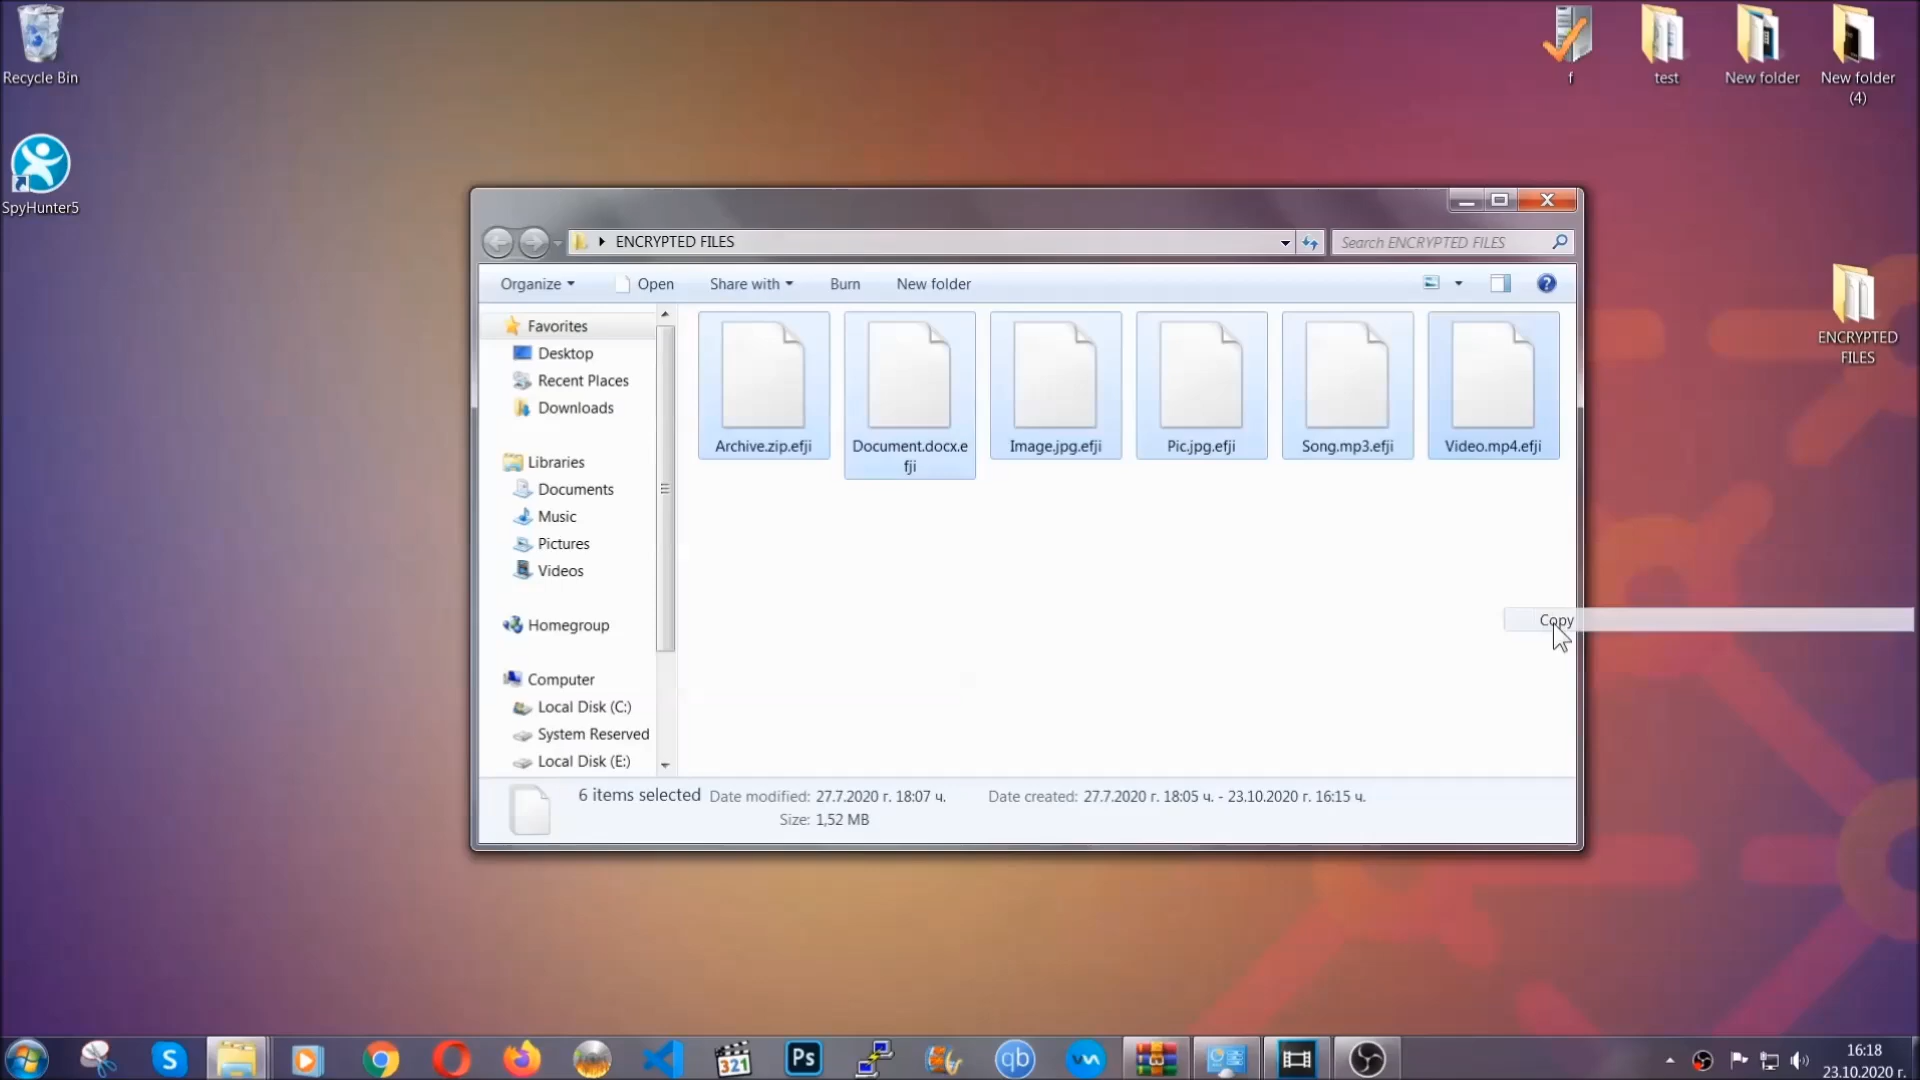 Recycle Bin
SpyHunter5
f
test
New folder
New folder
(4)
ENCRYPTED
FILES
ENCRYPTED FILES
Search ENCRYPTED FILES
Organize
Open
Share with
Burn
New folder
Favorites
Desktop
Recent Places
Downloads
Libraries
Documents
Music
Pictures
Videos
Homegroup
Computer
Local Disk (C:)
System Reserved
Local Disk (E:)
Archive.zip.efji
Document.docx.e
fji
Image.jpg.efji
Pic.jpg.efji
Song.mp3.efji
Video.mp4.efji
Copy
6 items selected
Date modified: 27.7.2020 г. 18:07 ч.
Date created: 27.7.2020 г. 18:05 ч. - 23.10.2020 г. 16:15 ч.
Size: 1,52 MB
S
321
Ps
qb
16:18
23.10.2020 г.